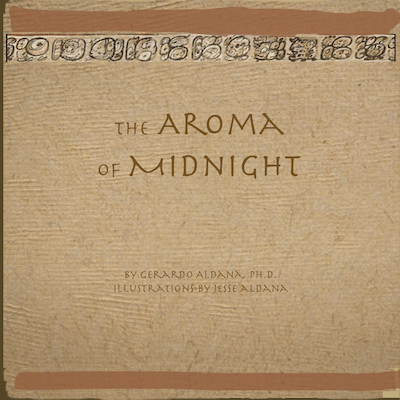 THE AROMA
OF MIDNIGHT
BY GERARDO ALDANA, PH.D./
ILLUSTRATIONS BY JESSE ALDANA